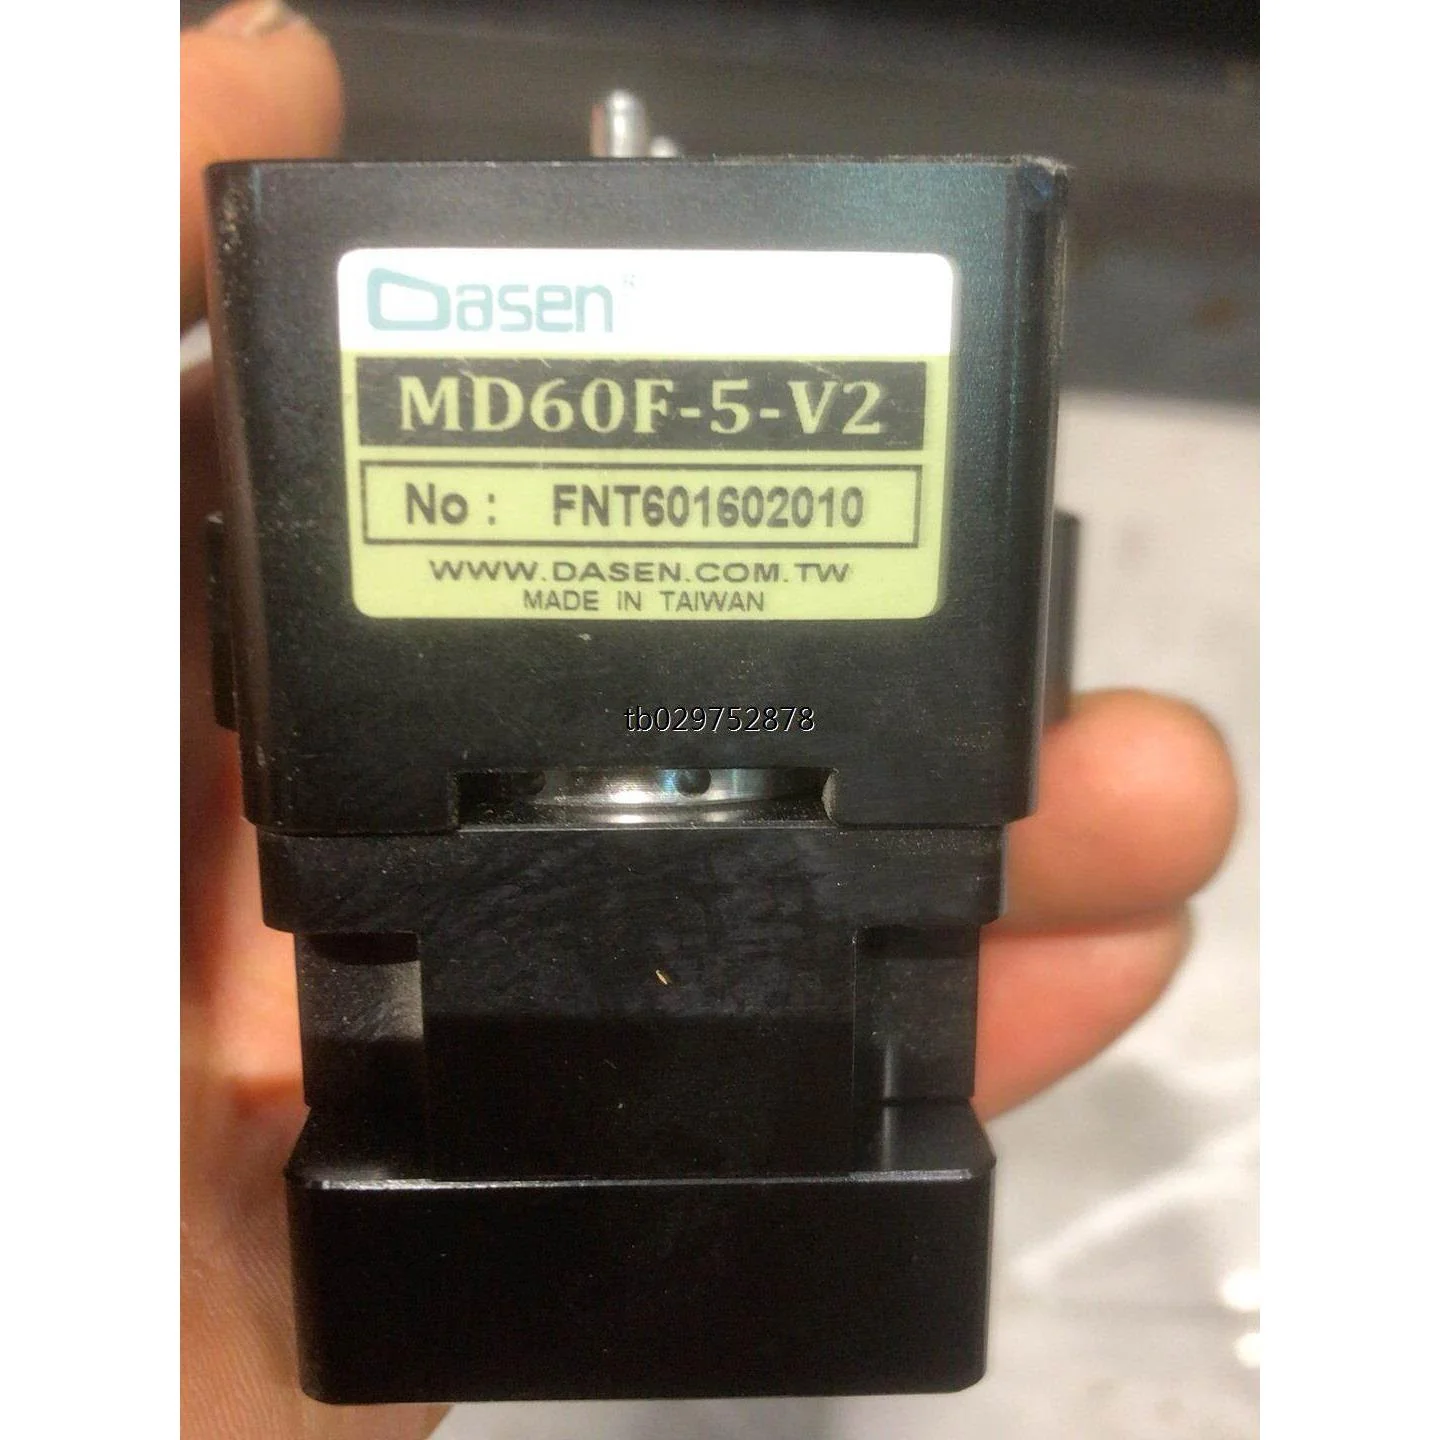 Dasen®
MD60F-5-V2
No : FNT601602010
WWW.DASEN.COM.TW
MADE IN TAIWAN
tb029752878